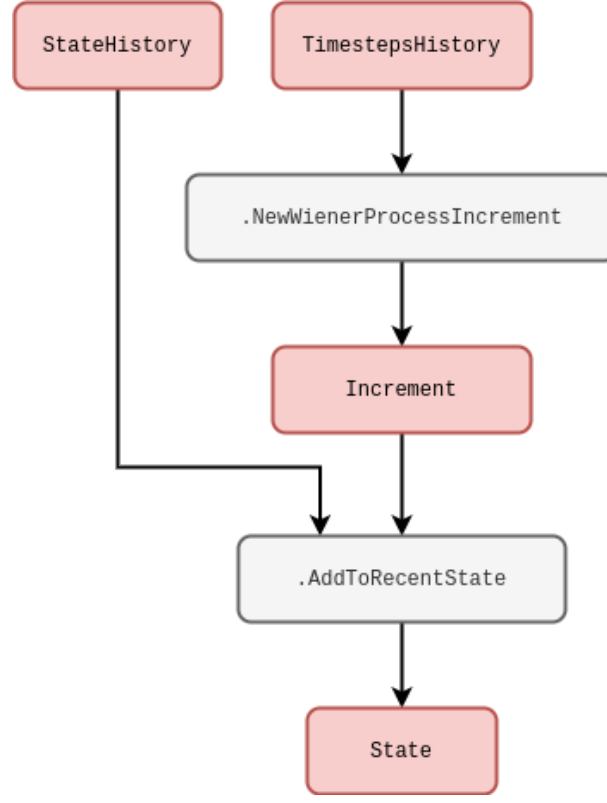 StateHistory
TimestepsHistory
.NewWienerProcessIncrement
Increment
.AddToRecentState
State